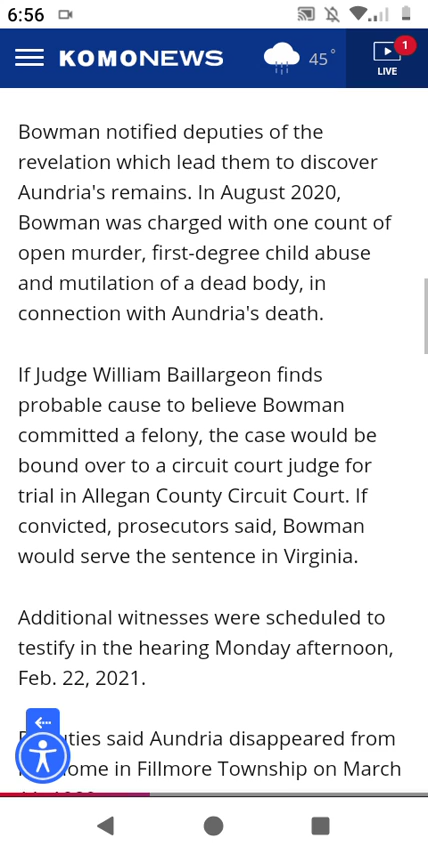 6:56
KOMONEWS
45°
1
LIVE
Bowman notified deputies of the
revelation which lead them to discover
Aundria's remains. In August 2020,
Bowman was charged with one count of
open murder, first-degree child abuse
and mutilation of a dead body, in
connection with Aundria's death.
If Judge William Baillargeon finds
probable cause to believe Bowman
committed a felony, the case would be
bound over to a circuit court judge for
trial in Allegan County Circuit Court. If
convicted, prosecutors said, Bowman
would serve the sentence in Virginia.
Additional witnesses were scheduled to
testify in the hearing Monday afternoon,
Feb. 22, 2021.
said Aundria disappeared from
in Fillmore Township on March